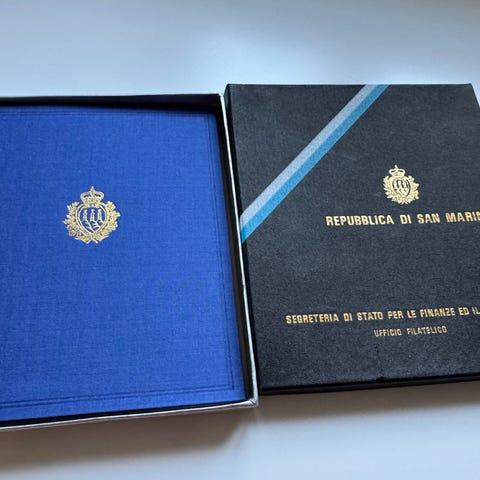 REPUBBLICA DI SAN MARIN
SEGRETERIA DI STATO PER LE FINANZE ED IL
UFFICIO FILATELICO